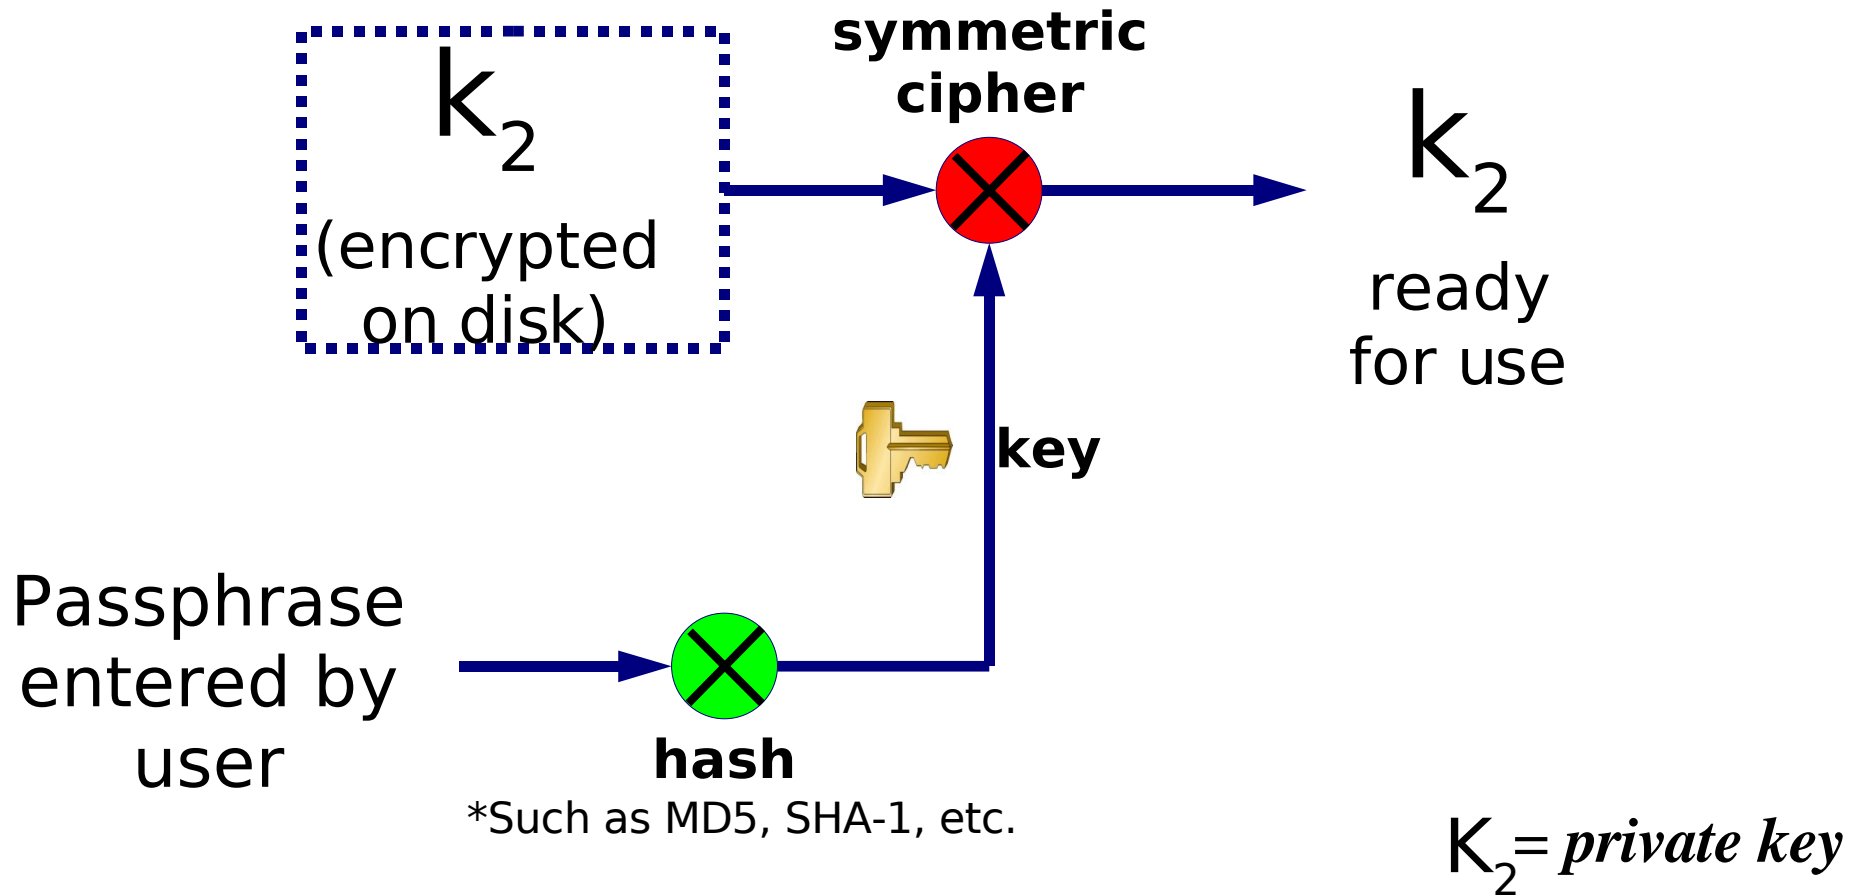 k₂
(encrypted
on disk)
symmetric
cipher
k₂
ready
for use
key
Passphrase
entered by
user
hash
*Such as MD5, SHA-1, etc.
K₂= private key